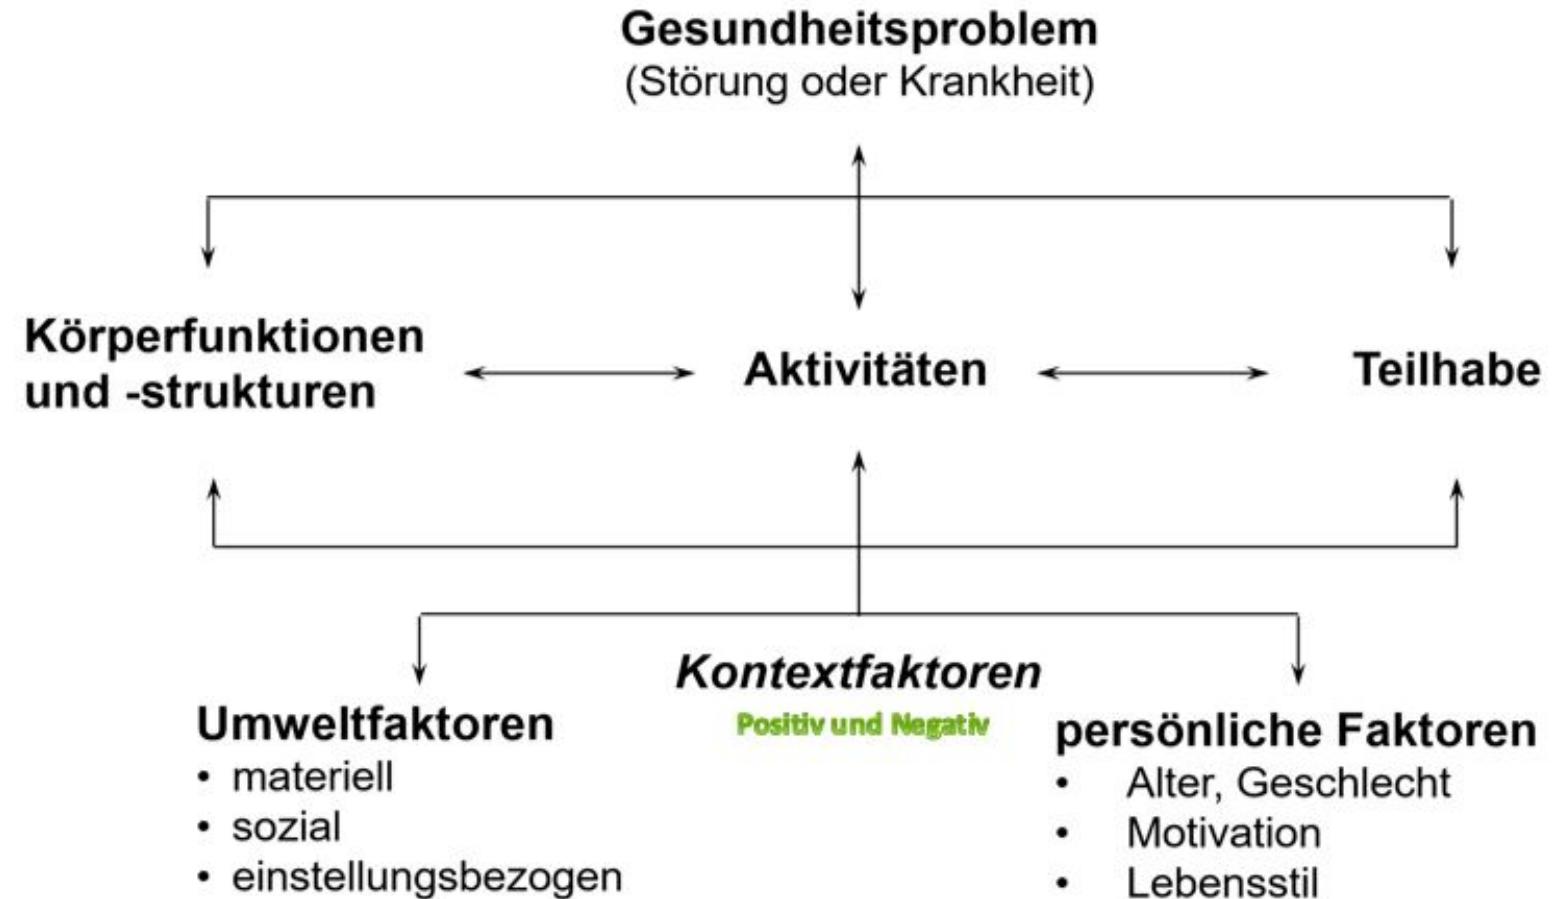 Gesundheitsproblem
(Störung oder Krankheit)
Körperfunktionen
und -strukturen
Aktivitäten
Teilhabe
Kontextfaktoren
Positiv und Negativ
Umweltfaktoren
• materiell
• sozial
• einstellungsbezogen
persönliche Faktoren
• Alter, Geschlecht
• Motivation
• Lebensstil